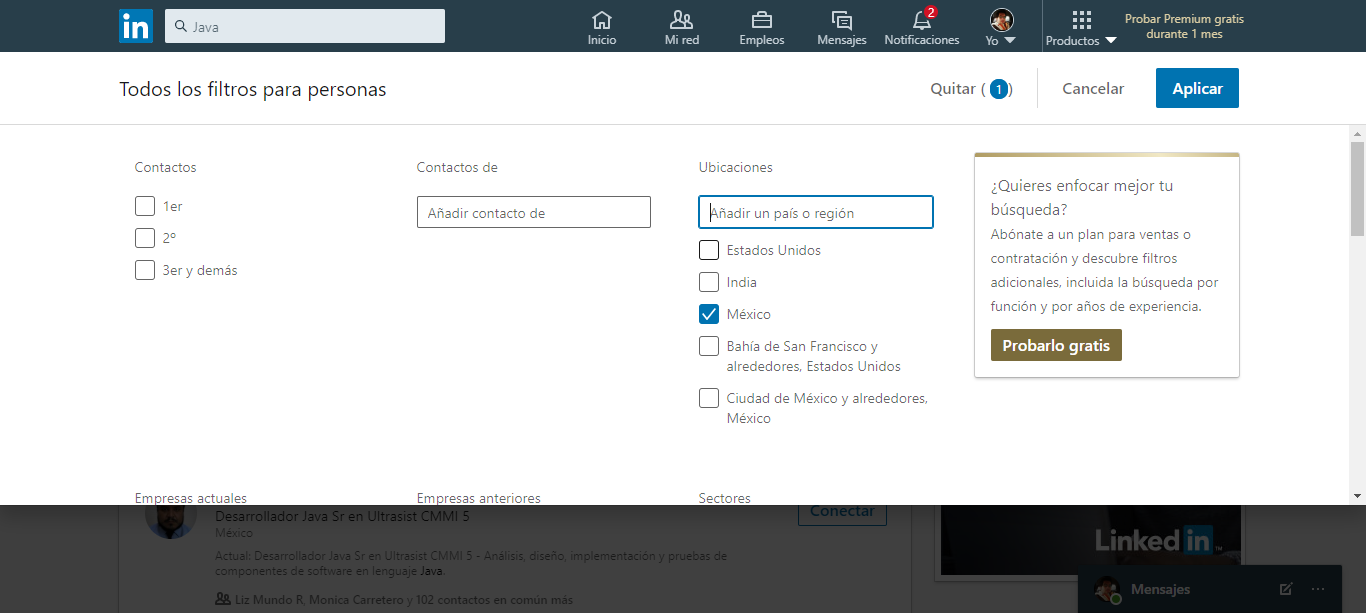 in
Java
Inicio
Mi red
Empleos
Mensajes
2
Notificaciones
Yo
Productos
Probar Premium gratis
durante 1 mes
Todos los filtros para personas
Quitar ( 1 )
Cancelar
Aplicar
Contactos
1er
2º
3er y demás
Contactos de
Añadir contacto de
Ubicaciones
Añadir un país o región
Estados Unidos
India
México
Bahía de San Francisco y
alrededores, Estados Unidos
Ciudad de México y alrededores,
México
¿Quieres enfocar mejor tu
búsqueda?
Abónate a un plan para ventas o
contratación y descubre filtros
adicionales, incluida la búsqueda por
función y por años de experiencia.
Probarlo gratis
Empresas actuales
Empresas anteriores
Sectores
Desarrollador Java Sr en Ultrasist CMMI 5
México
Actual: Desarrollador Java Sr en Ultrasist CMMI 5 - Análisis, diseño, implementación y pruebas de
componentes de software en lenguaje Java.
Liz Mundo R, Monica Carretero y 102 contactos en común más
Conectar
Linked in™
Mensajes